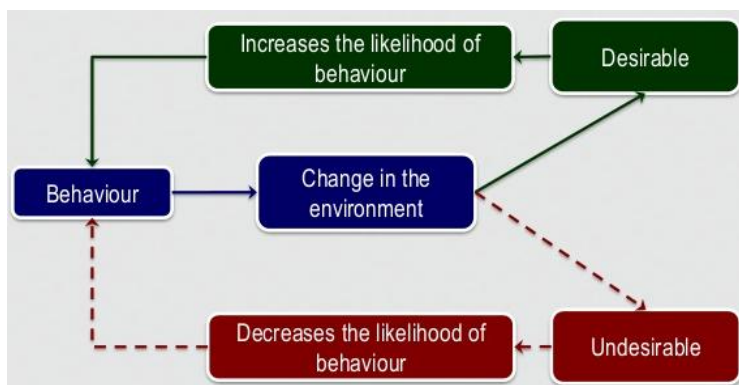 Increases the likelihood of
behaviour
Desirable
Behaviour
Change in the
environment
Decreases the likelihood of
behaviour
Undesirable